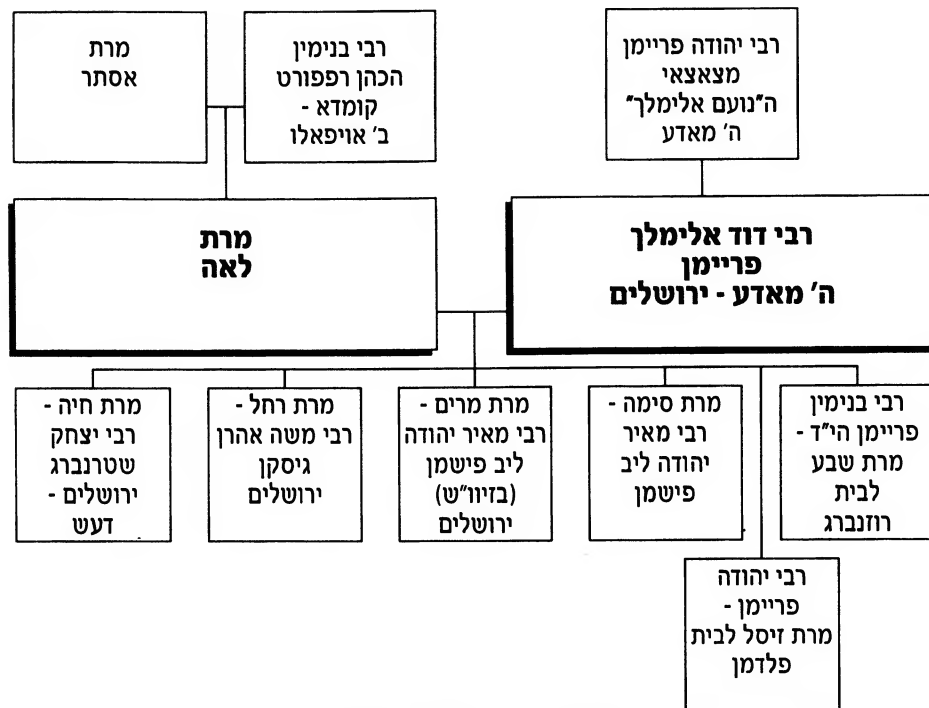 רבי יהודה פריימן
מצאצאי
ה"נועם אלימלך"
ה' מאדע
רבי בנימין
הכהן רפפורט
קומדא -
ב' אויפאלו
מרת
אסתר
רבי דוד אלימלך
פריימן
ה' מאדע - ירושלים
מרת
לאה
רבי בנימין
פריימן הי"ד -
מרת שבע
לבית
רוזנברג
מרת סימה -
רבי מאיר
יהודה ליב
פישמן
מרת מרים -
רבי מאיר יהודה
ליב פישמן
(בזיוו"ש)
ירושלים
מרת רחל -
רבי משה אהרן
גיסקן
ירושלים
מרת חיה -
רבי יצחק
שטרנברג
ירושלים -
דעש
רבי יהודה
פריימן -
מרת זיסל לבית
פלדמן